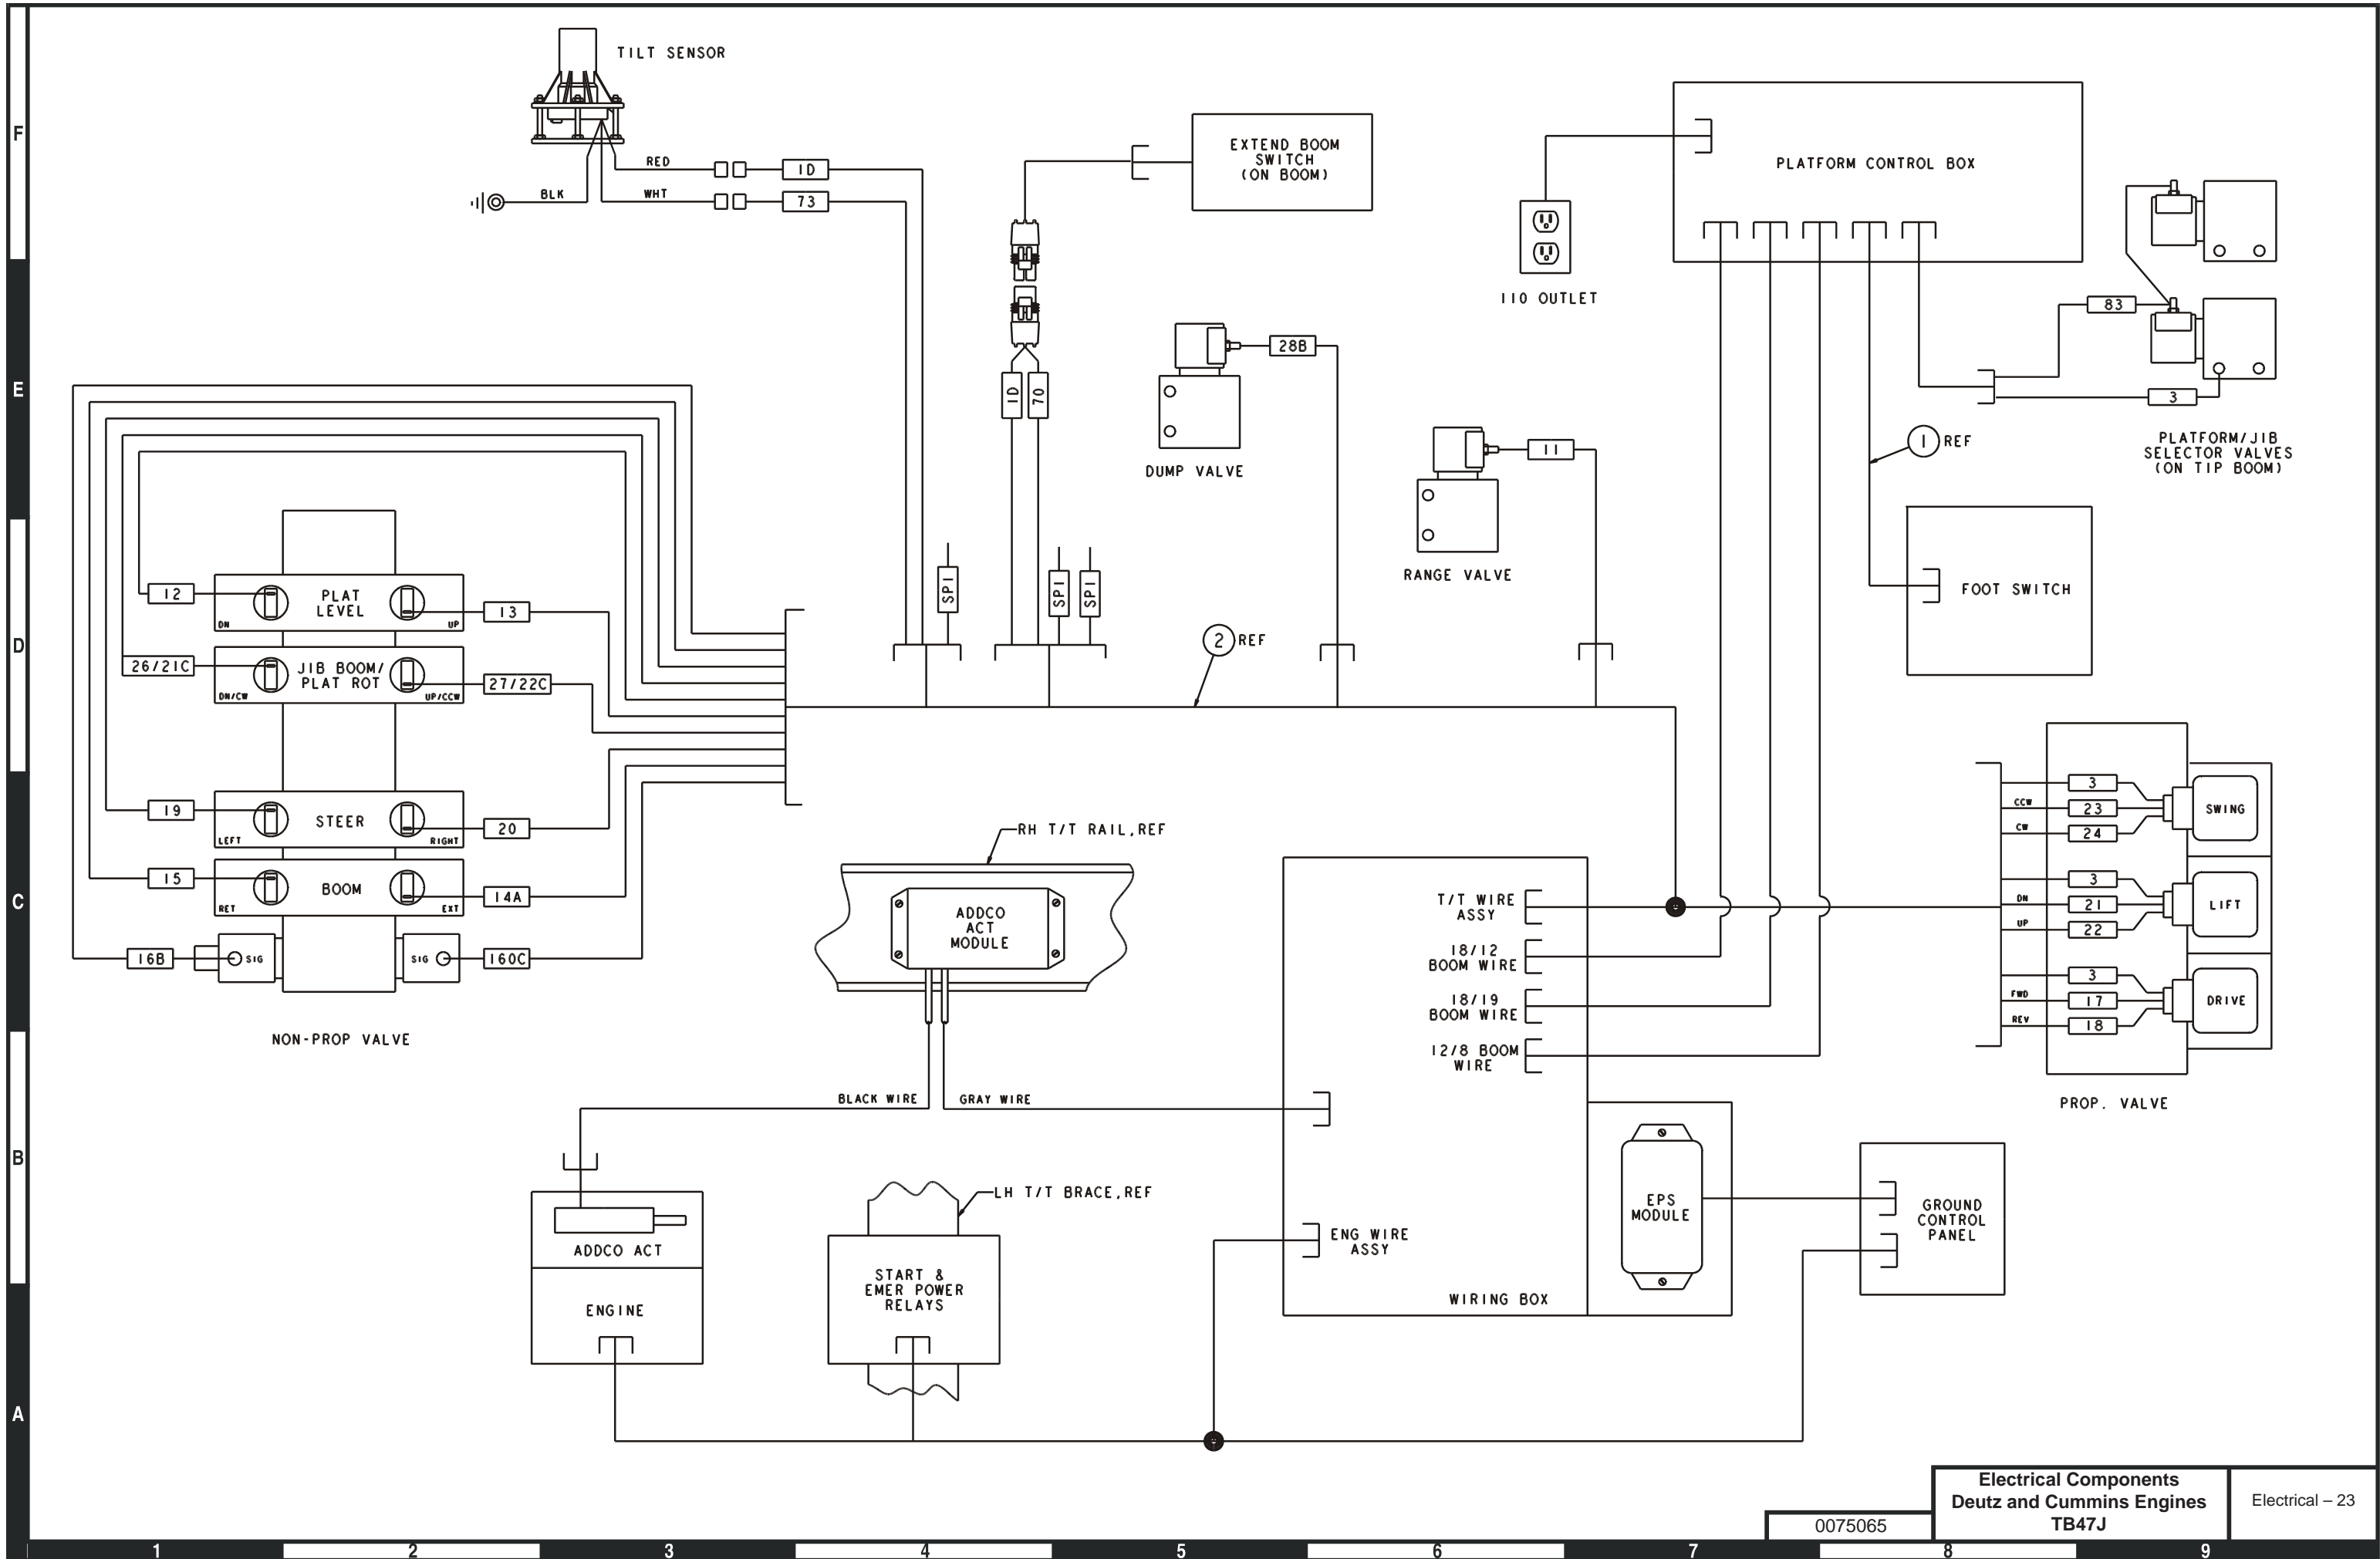 TILT SENSOR
RED
1D
BLK
WHT
73
EXTEND BOOM
SWITCH
(ON BOOM)
PLATFORM CONTROL BOX
110 OUTLET
83
3
PLATFORM/JIB
SELECTOR VALVES
(ON TIP BOOM)
28B
DUMP VALVE
1D
70
11
RANGE VALVE
1 REF
FOOT SWITCH
SP1
SP1
SP1
2 REF
12
PLAT
LEVEL
DN
UP
13
26/21C
JIB BOOM/
PLAT ROT
DN/CW
UP/CCW
27/22C
19
STEER
LEFT
RIGHT
20
15
BOOM
RET
EXT
14A
16B
SIG
SIG
160C
NON-PROP VALVE
RH T/T RAIL,REF
ADDCO
ACT
MODULE
BLACK WIRE
GRAY WIRE
T/T WIRE
ASSY
18/12
BOOM WIRE
18/19
BOOM WIRE
12/8 BOOM
WIRE
3
CCW
23
CW
24
SWING
3
DN
21
UP
22
LIFT
3
FWD
17
REV
18
DRIVE
PROP. VALVE
ADDCO ACT
ENGINE
LH T/T BRACE,REF
START &
EMER POWER
RELAYS
ENG WIRE
ASSY
WIRING BOX
EPS
MODULE
GROUND
CONTROL
PANEL
Electrical Components
Deutz and Cummins Engines
TB47J
Electrical – 23
0075065
F
E
D
C
B
A
1
2
3
4
5
6
7
8
9